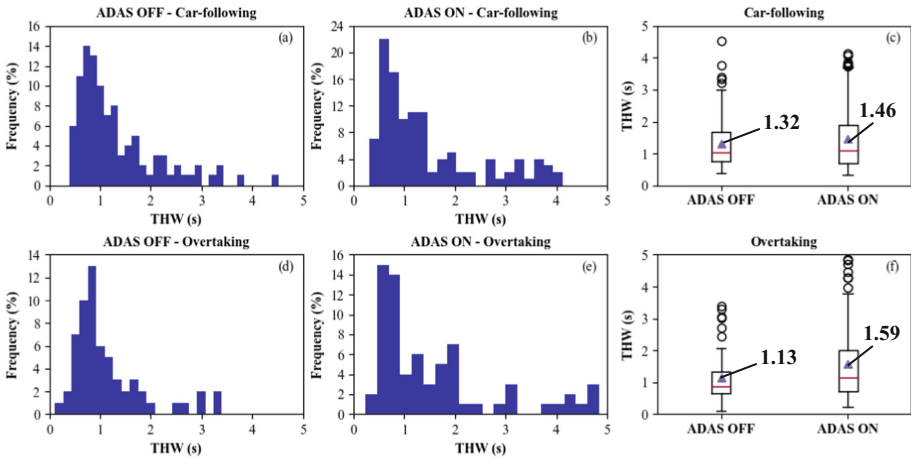 ADAS OFF - Car-following
(a)
Frequency (%)
16
14
12
10
8
6
4
2
0
0 1 2 3 4 5
THW (s)
ADAS ON - Car-following
(b)
Frequency (%)
24
20
16
12
8
4
0
0 1 2 3 4 5
THW (s)
Car-following
(c)
THW (s)
5
4
3
2
1
0
1.32
1.46
ADAS OFF ADAS ON
ADAS OFF - Overtaking
(d)
Frequency (%)
14
12
10
8
6
4
2
0
0 1 2 3 4 5
THW (s)
ADAS ON - Overtaking
(e)
Frequency (%)
16
14
12
10
8
6
4
2
0
0 1 2 3 4 5
THW (s)
Overtaking
(f)
THW (s)
5
4
3
2
1
0
1.13
1.59
ADAS OFF ADAS ON